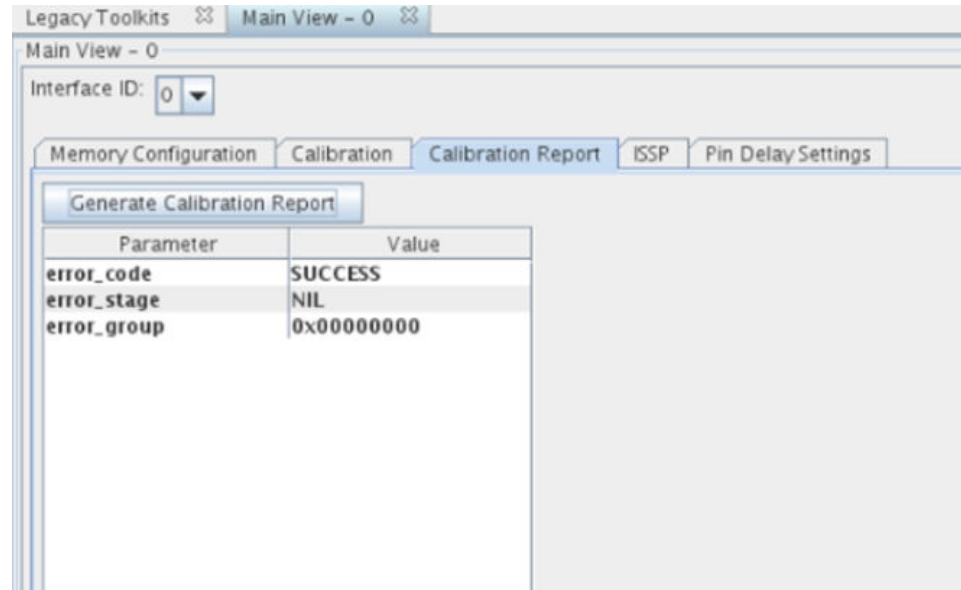 Legacy Toolkits Main View – 0
Main View – 0
Interface ID: 0
Memory Configuration Calibration Calibration Report ISSP Pin Delay Settings
Generate Calibration Report
Parameter Value
error_code SUCCESS
error_stage NIL
error_group 0x00000000